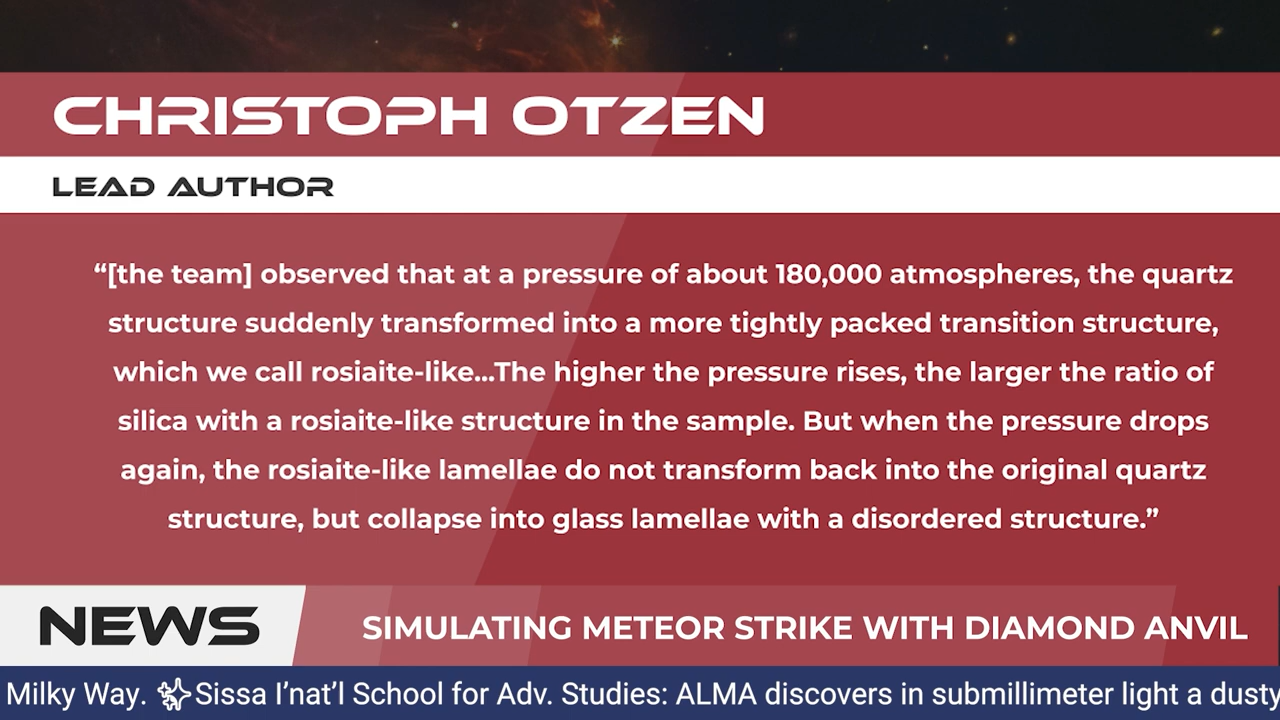 CHRISTOPH OTZEN
LEAD AUTHOR
“[the team] observed that at a pressure of about 180,000 atmospheres, the quartz
structure suddenly transformed into a more tightly packed transition structure,
which we call rosiaite-like...The higher the pressure rises, the larger the ratio of
silica with a rosiaite-like structure in the sample. But when the pressure drops
again, the rosiaite-like lamellae do not transform back into the original quartz
structure, but collapse into glass lamellae with a disordered structure.”
NEWS
SIMULATING METEOR STRIKE WITH DIAMOND ANVIL
Milky Way. ✨Sissa I’nat’l School for Adv. Studies: ALMA discovers in submillimeter light a dusty